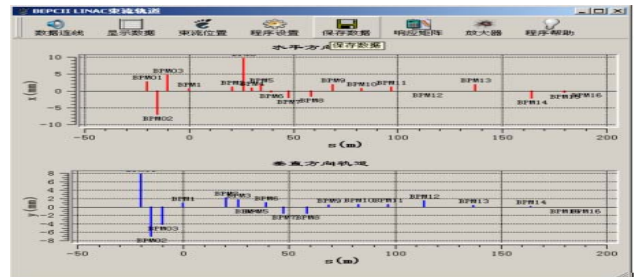 BEPCII LINAC束流轨道
数据连线 显示数据 束流位置 程序设置 保存数据 响应矩阵 放大器 程序帮助
水平方向 保存数据
x(mm)
10
5
0
-5
-10
BPM01 BPM03 BPM1 BPM5 BPM9 BPM10 BPM11 BPM13
BPM6 BPM7 BPM8 BPM12 BPM14 BPM16
BPM02
-50 0 50 100 150 200
s(m)
垂直方向轨道
y(mm)
8
6
4
2
0
-2
-4
-6
-8
BPM1 BPM3 BPM6 BPM9 BPM10 BPM11 BPM12 BPM13 BPM14
BPM5 BPM7 BPM8 BPM16
BPM03
BPM02
-50 0 50 100 150 200
s(m)